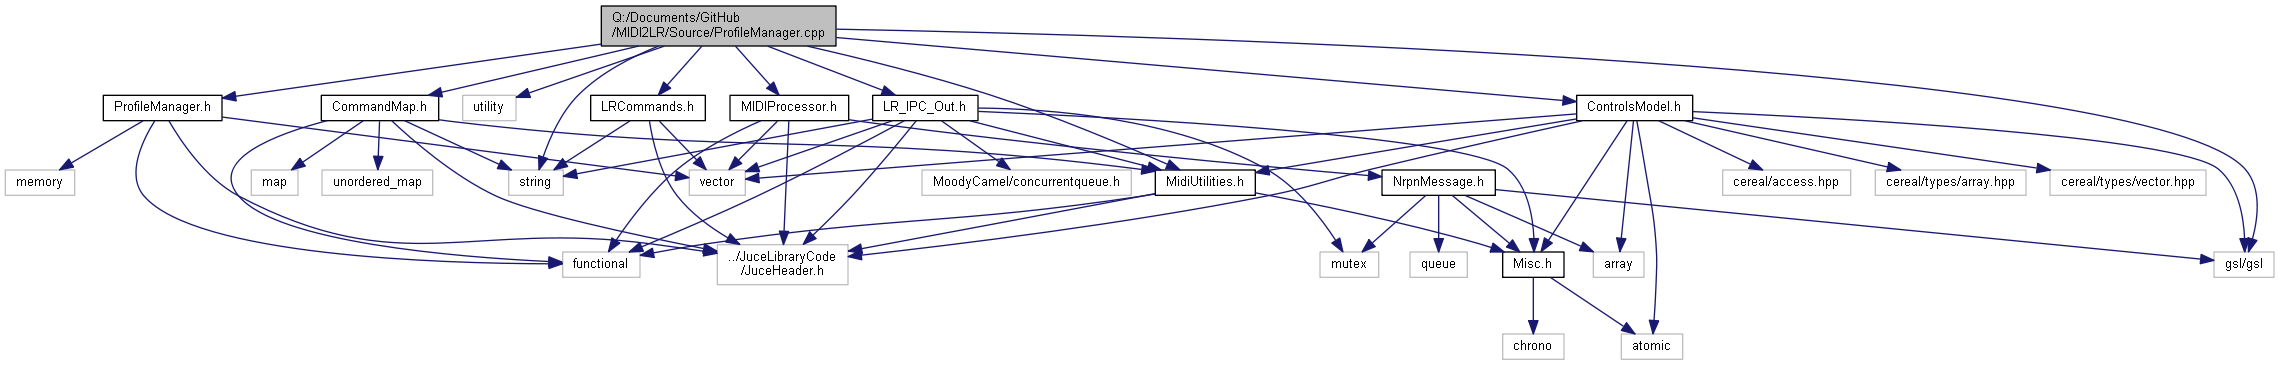 Q:/Documents/GitHub
/MIDI2LR/Source/ProfileManager.cpp
ProfileManager.h
CommandMap.h
utility
LRCommands.h
MIDIProcessor.h
LR_IPC_Out.h
ControlsModel.h
memory
map
unordered_map
string
vector
MoodyCamel/concurrentqueue.h
MidiUtilities.h
NrpnMessage.h
cereal/access.hpp
cereal/types/array.hpp
cereal/types/vector.hpp
functional
../JuceLibraryCode
/JuceHeader.h
mutex
queue
Misc.h
array
gsl/gsl
chrono
atomic